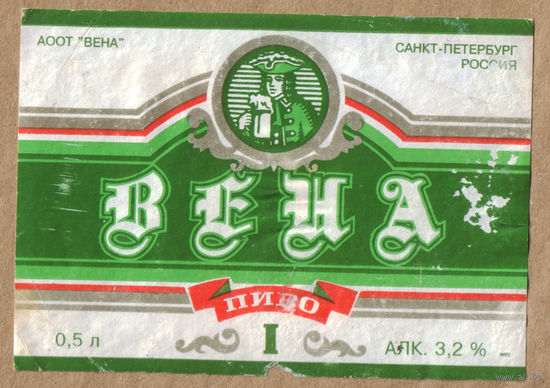 АООТ "ВЕНА"
САНКТ-ПЕТЕРБУРГ
РОССИЯ
ВЕНА
ПИВО
I
0,5 л
АЛК. 3,2 %